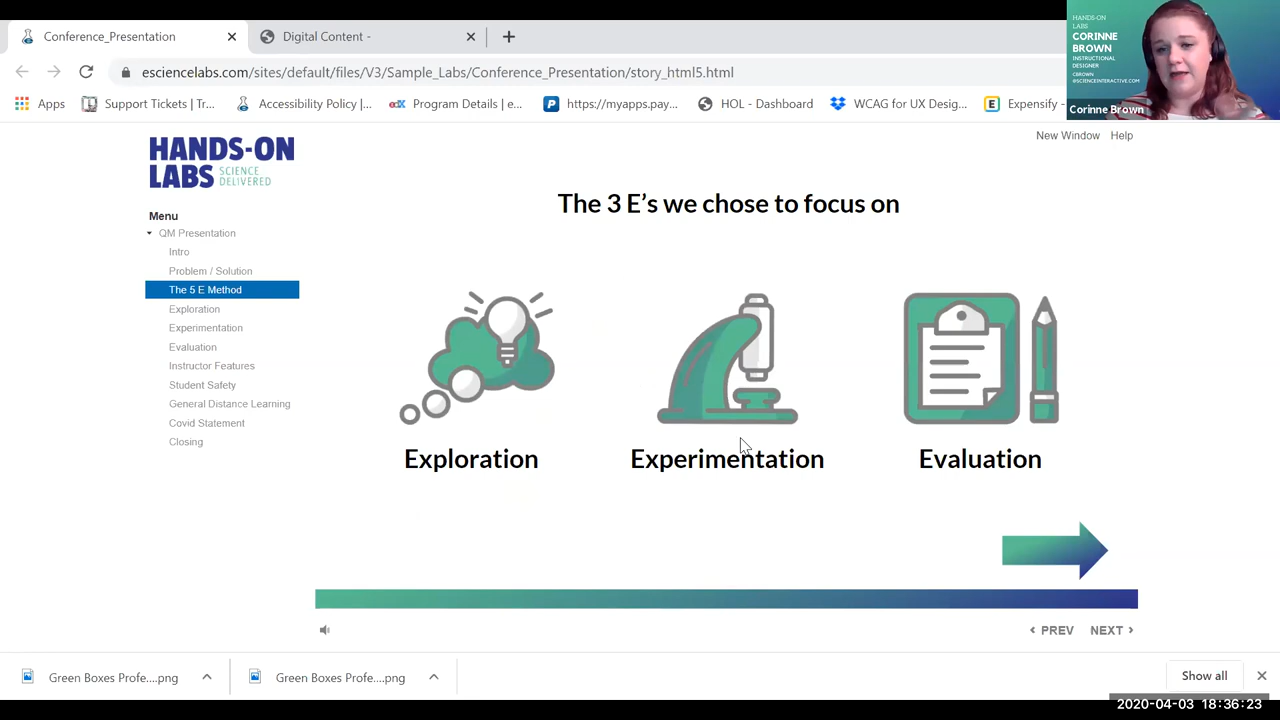 Conference_Presentation
Digital Content -
esciencelabs.com/sites/default/files/
ample_Labs/Conference_Presentation/story_html5.html
Apps
Support Tickets | Tr...
Accessibility Policy |...
Program Details | e...
https://myapps.pay...
HOL - Dashboard
WCAG for UX Desig...
Expensify -
HANDS-ON
LABS
CORINNE
BROWN
INSTRUCTIONAL
DESIGNER
CBROWN
@SCIENCEINTERACTIVE.COM
Corinne Brown
New Window
Help
HANDS-ON
LABS SCIENCE
DELIVERED
Menu
QM Presentation
Intro
Problem / Solution
The 5 E Method
Exploration
Experimentation
Evaluation
Instructor Features
Student Safety
General Distance Learning
Covid Statement
Closing
The 3 E's we chose to focus on
Exploration
Experimentation
Evaluation
PREV
NEXT
Green Boxes Profe....png
Green Boxes Profe....png
Show all
2020-04-03 18:36:23